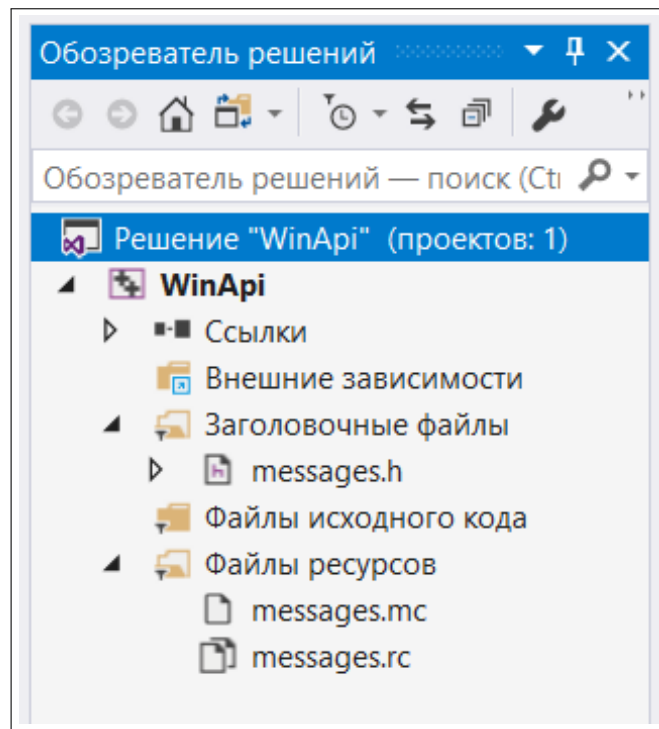 Обозреватель решений
Обозреватель решений — поиск (Ct
Решение "WinApi" (проектов: 1)
WinApi
Ссылки
Внешние зависимости
Заголовочные файлы
messages.h
Файлы исходного кода
Файлы ресурсов
messages.mc
messages.rc